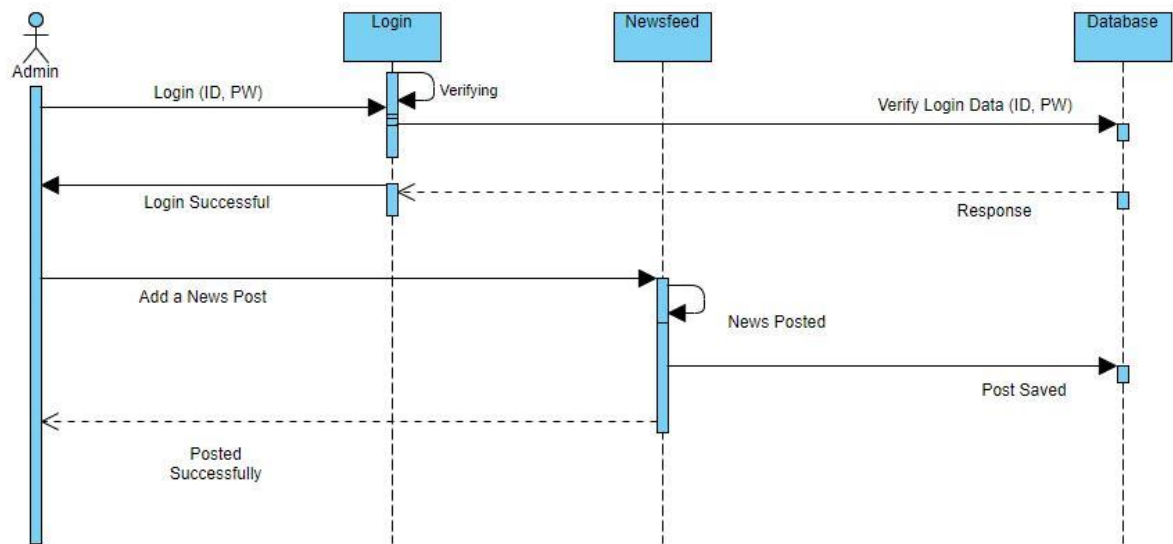 Login
Newsfeed
Database
Admin
Login (ID, PW)
Verifying
Verify Login Data (ID, PW)
Login Successful
Response
Add a News Post
News Posted
Post Saved
Posted
Successfully